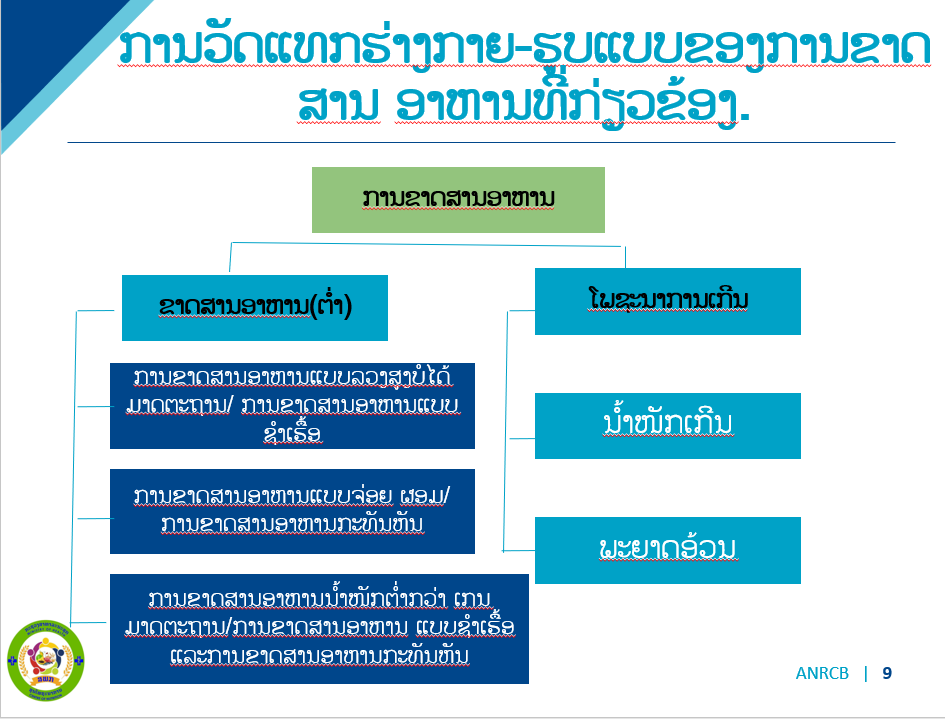 ການວັດແທກຮ່າງກາຍ-ຮູບແບບຂອງການຂາດ
ສານ ອາຫານທີ່ກ່ຽວຂ້ອງ.
ການຂາດສານອາຫານ
ຂາດສານອາຫານ(ຕໍ່າ)
ການຂາດສານອາຫານແບບລວງສູງບໍ່ໄດ້
ມາດຕະຖານ/ ການຂາດສານອາຫານແບບ
ຊໍາເຮື້ອ
ການຂາດສານອາຫານແບບຈ່ອຍ ຜອມ/
ການຂາດສານອາຫານກະທັນຫັນ
ການຂາດສານອາຫານນໍ້າໜັກຕໍ່າກວ່າ ເກນ
ມາດຕະຖານ/ການຂາດສານອາຫານ ແບບຊໍາເຮື້ອ
ແລະການຂາດສານອາຫານກະທັນຫັນ
ໂພຊະນາການເກີນ
ນໍ້າໜັກເກີນ
ພະຍາດອ້ວນ
ANRCB | 9